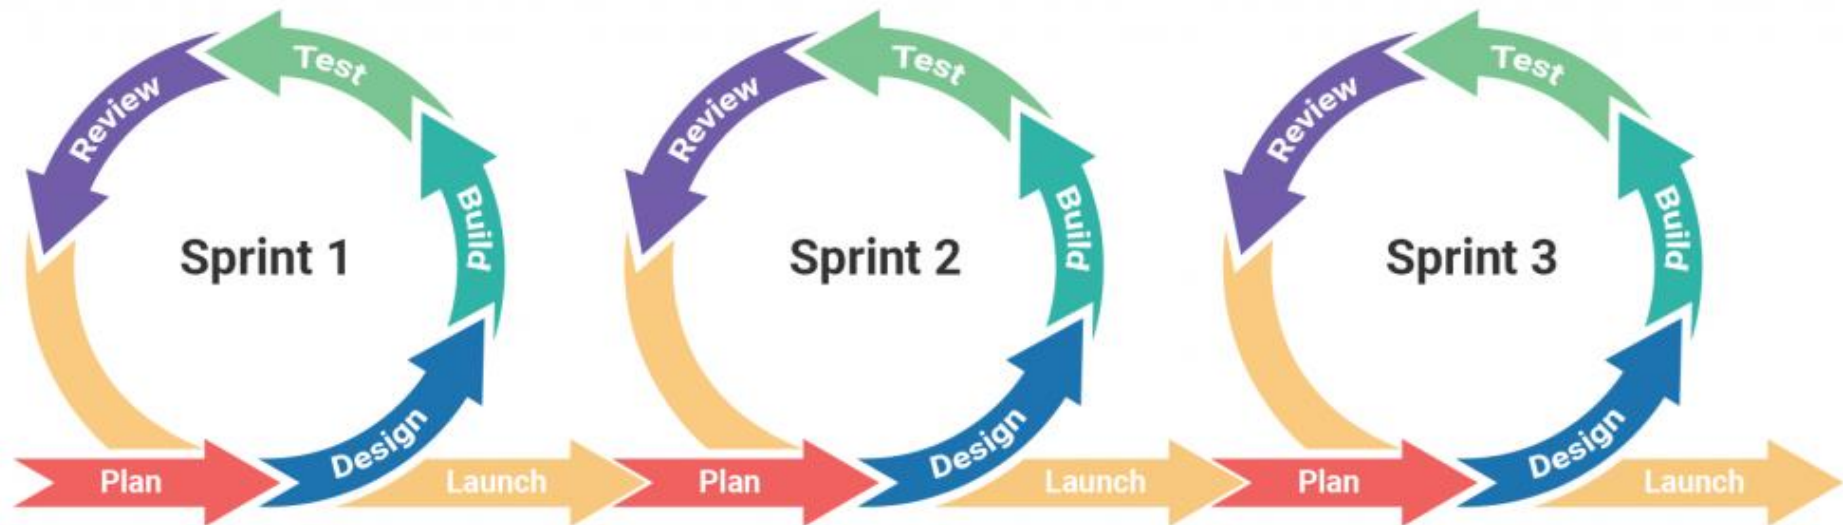 Test
Review
Build
Sprint 1
Design
Plan
Launch
Test
Review
Build
Sprint 2
Design
Plan
Launch
Test
Review
Build
Sprint 3
Design
Plan
Launch